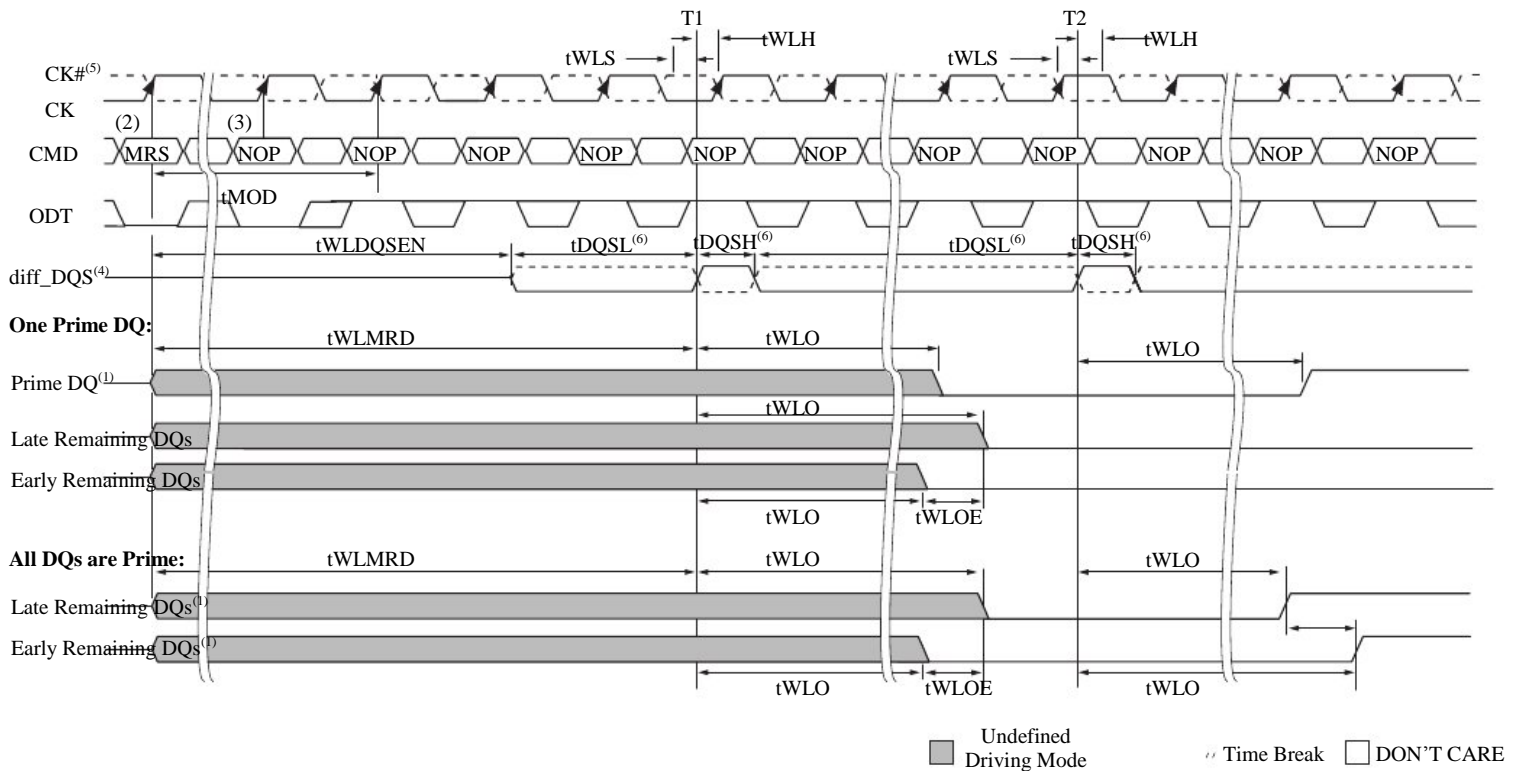 T1 T2
tWLH tWLH
tWLS tWLS
CK#(5)
CK
(2) (3)
CMD MRS NOP NOP NOP NOP NOP NOP NOP NOP NOP NOP NOP
tMOD
ODT
tWLDQSEN tDQSL(6) tDQSH(6) tDQSL(6) tDQSH(6)
diff_DQS(4)
One Prime DQ:
tWLMRD tWLO tWLO
Prime DQ(1)
tWLO
Late Remaining DQs
Early Remaining DQs
tWLO tWLOE
All DQs are Prime:
tWLMRD tWLO tWLO
Late Remaining DQs(1)
Early Remaining DQs(1)
tWLO tWLOE tWLO
Undefined
Driving Mode Time Break DON'T CARE